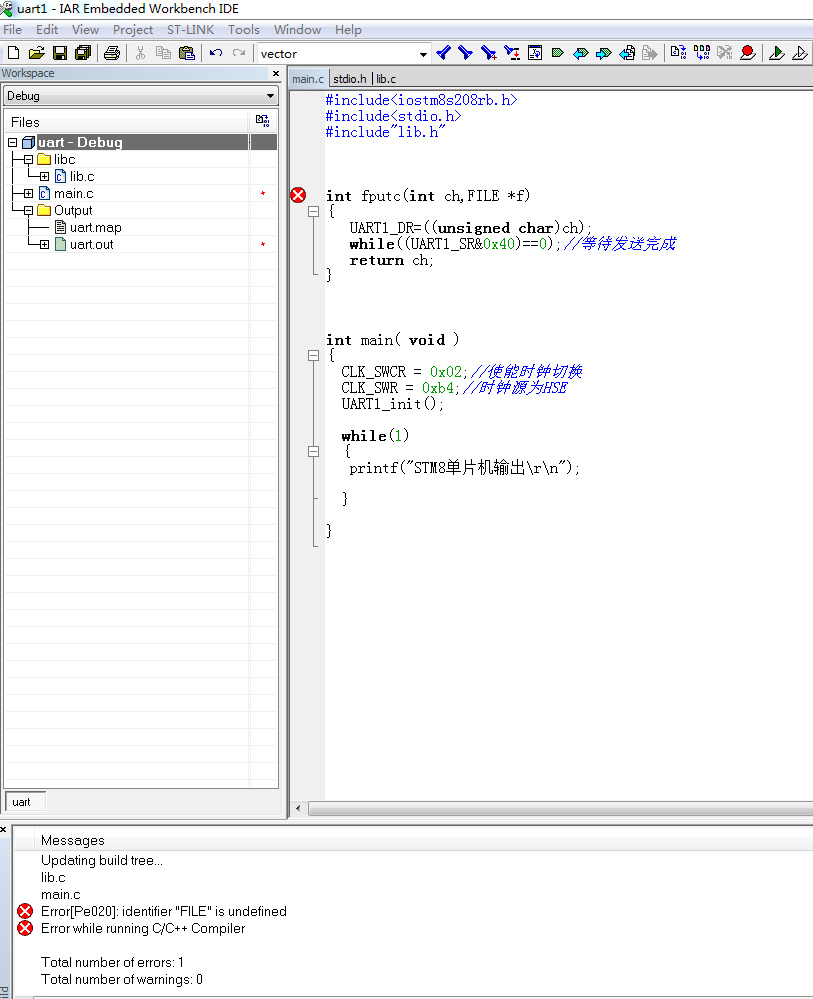 uart1 - IAR Embedded Workbench IDE
File Edit View Project ST-LINK Tools Window Help
vector
Workspace
Debug
Files
uart - Debug
libc
lib.c
main.c
Output
uart.map
uart.out
uart
main.c stdio.h lib.c
#include<iostm8s208rb.h>
#include<stdio.h>
#include"lib.h"
int fputc(int ch,FILE *f)
{
UART1_DR=((unsigned char)ch);
while((UART1_SR&0x40)==0);//等待发送完成
return ch;
}
int main( void )
{
CLK_SWCR = 0x02;//使能时钟切换
CLK_SWR = 0xb4;//时钟源为HSE
UART1_init();
while(1)
{
printf("STM8单片机输出\r\n");
}
}
Messages
Updating build tree...
lib.c
main.c
Error[Pe020]: identifier "FILE" is undefined
Error while running C/C++ Compiler
Total number of errors: 1
Total number of warnings: 0